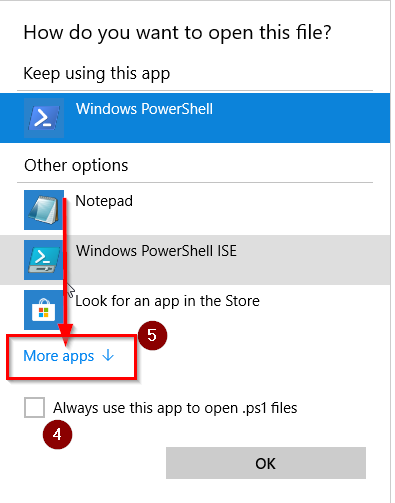 How do you want to open this file?
Keep using this app
Windows PowerShell
Other options
Notepad
Windows PowerShell ISE
Look for an app in the Store
5
More apps ↓
Always use this app to open .ps1 files
4
OK